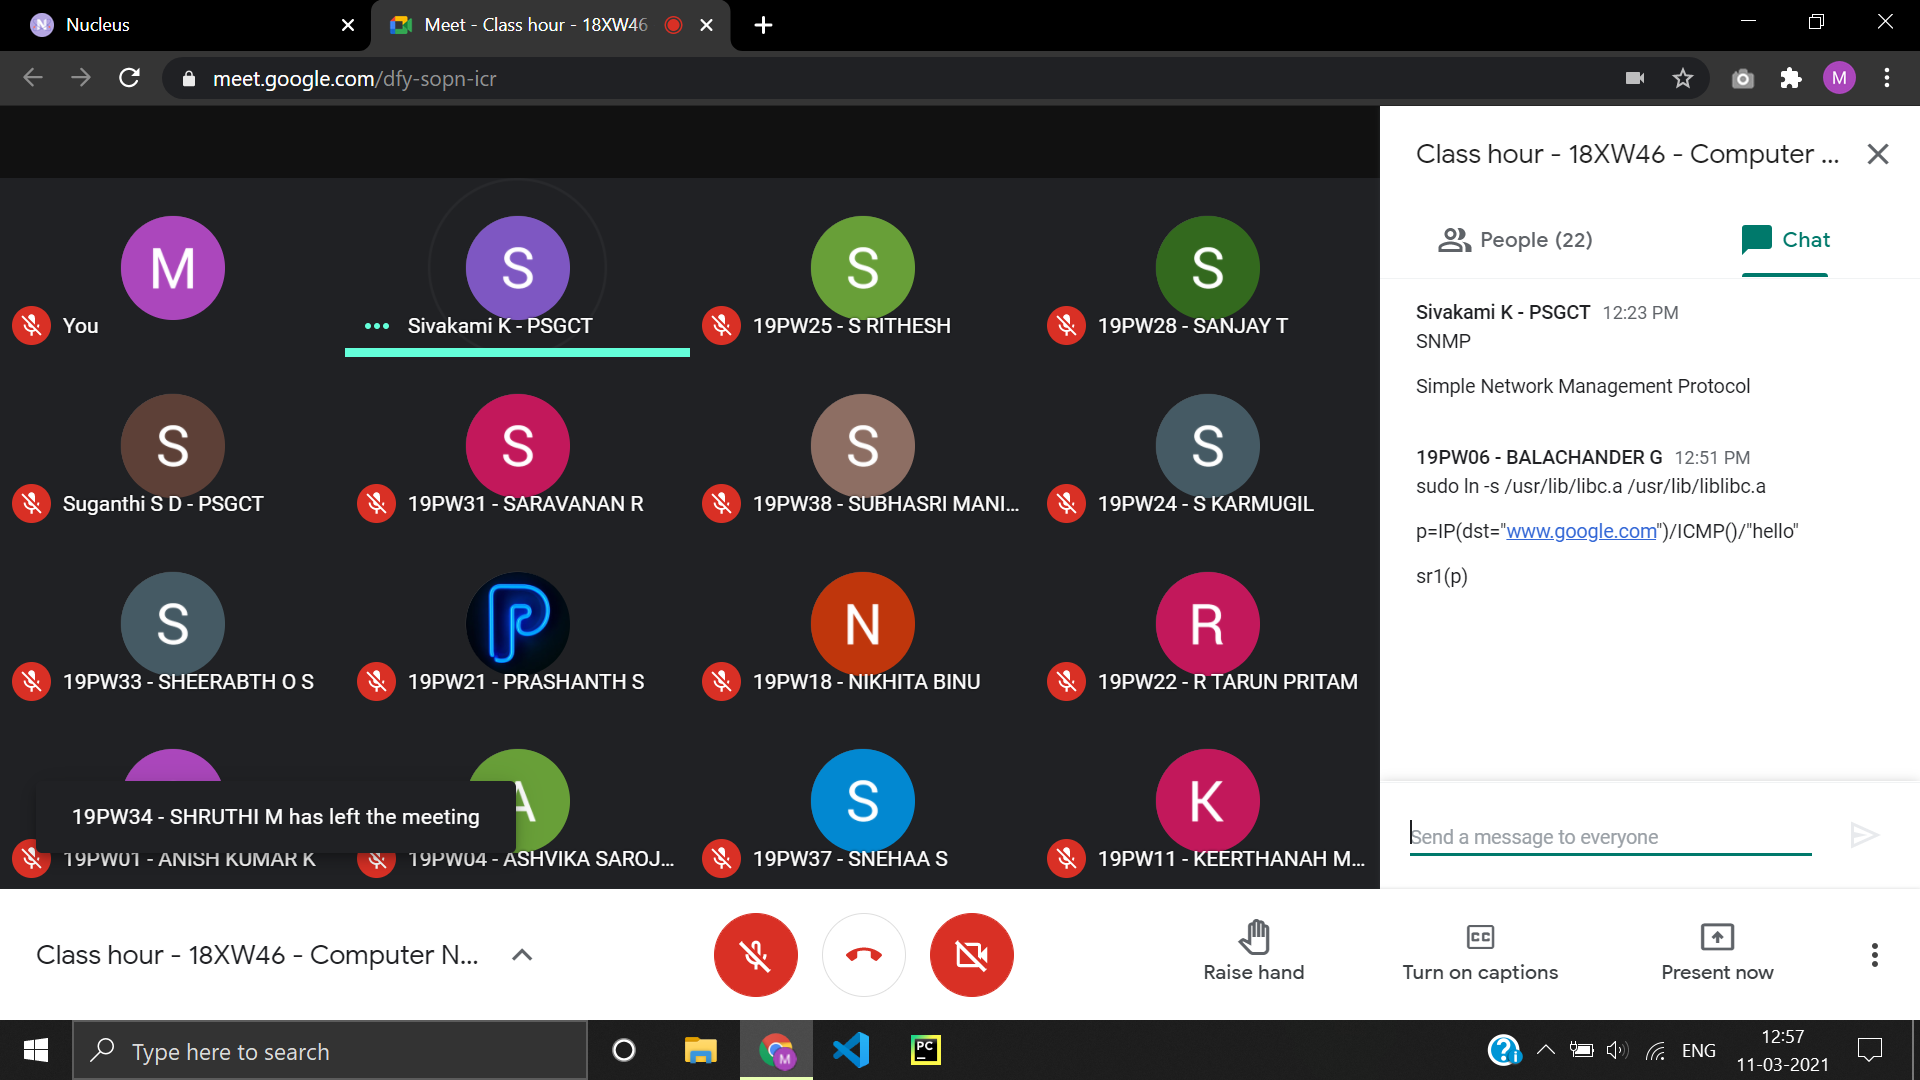 N Nucleus
Meet - Class hour - 18XW46
meet.google.com/dfy-sopn-icr
M
Class hour - 18XW46 - Computer ...
People (22)
Chat
M
You
S
Sivakami K - PSGCT
S
19PW25 - S RITHESH
S
19PW28 - SANJAY T
S
Suganthi S D - PSGCT
S
19PW31 - SARAVANAN R
S
19PW38 - SUBHASRI MANI...
S
19PW24 - S KARMUGIL
S
19PW33 - SHEERABTH O S
P
19PW21 - PRASHANTH S
N
19PW18 - NIKHITA BINU
R
19PW22 - R TARUN PRITAM
19PW34 - SHRUTHI M has left the meeting
19PW01 - ANISH KUMAR K
A
19PW04 - ASHVIKA SAROJ...
S
19PW37 - SNEHAA S
K
19PW11 - KEERTHANAH M...
Sivakami K - PSGCT 12:23 PM
SNMP
Simple Network Management Protocol
19PW06 - BALACHANDER G 12:51 PM
sudo ln -s /usr/lib/libc.a /usr/lib/liblibc.a
p=IP(dst="www.google.com")/ICMP()/"hello"
sr1(p)
Send a message to everyone
Class hour - 18XW46 - Computer N...
Raise hand
CC
Turn on captions
Present now
Type here to search
M
PC
ENG
12:57
11-03-2021